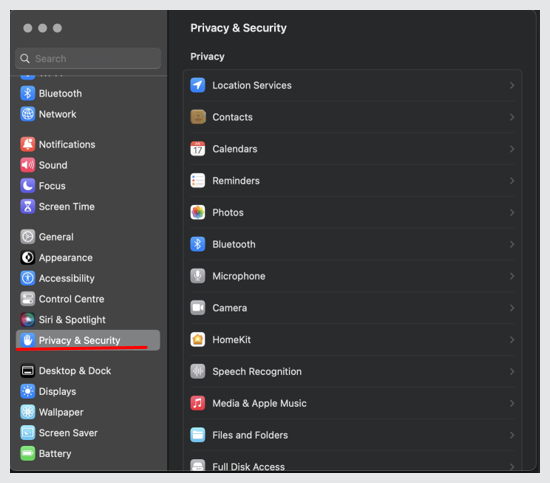 Privacy & Security
Search
Privacy
Bluetooth
Network
Notifications
Sound
Focus
Screen Time
General
Appearance
Accessibility
Control Centre
Siri & Spotlight
Privacy & Security
Desktop & Dock
Displays
Wallpaper
Screen Saver
Battery
Location Services
Contacts
17
Calendars
Reminders
Photos
Bluetooth
Microphone
Camera
HomeKit
Speech Recognition
Media & Apple Music
Files and Folders
Full Disk Access